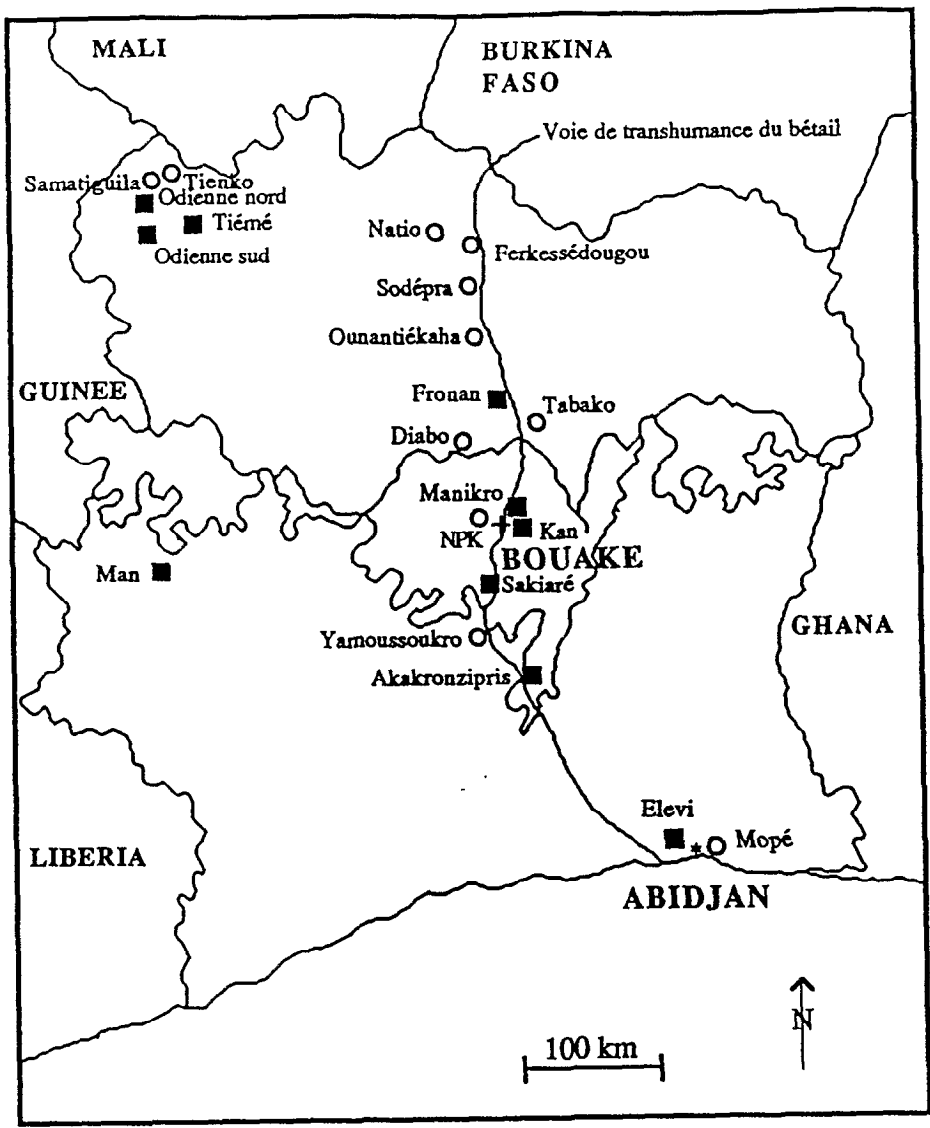 MALI
BURKINA
FASO
Voie de transhumance du bétail
Samatiguila
Tienko
Odienne nord
Tiémé
Odienne sud
Natio
Ferkessédougou
Sodépra
Ounantiékaha
GUINEE
Fronan
Tabako
Diabo
Manikro
NPK
Kan
BOUAKE
Man
Sakiaré
Yamoussoukro
GHANA
Akakronzipris
Elevi
Mopé
LIBERIA
ABIDJAN
N
100 km